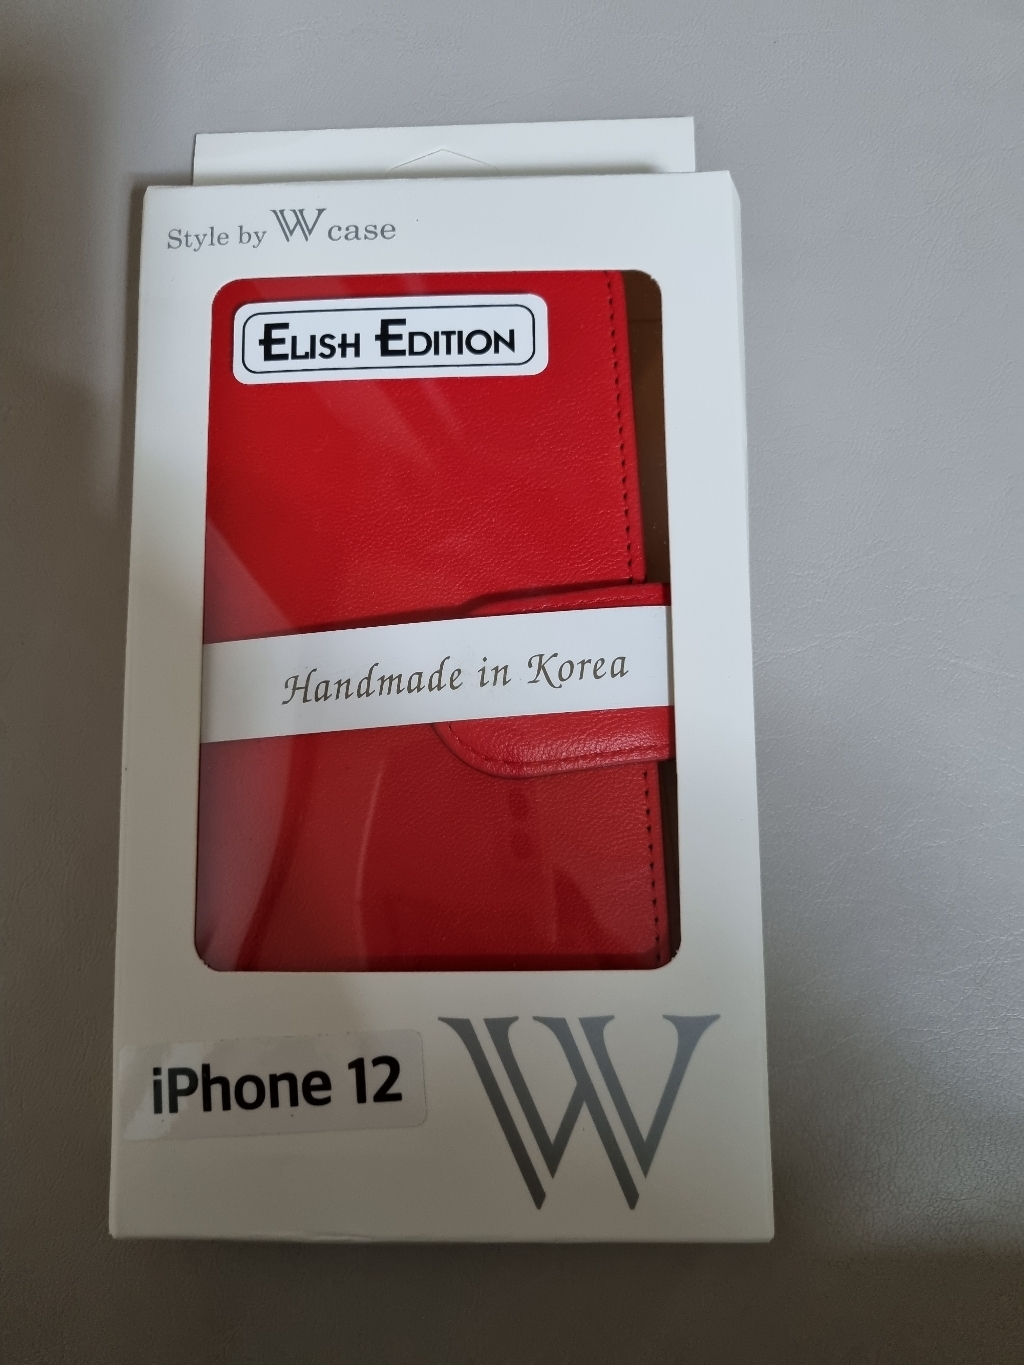 Style by W case
ELISH EDITION
Handmade in Korea
iPhone 12
W